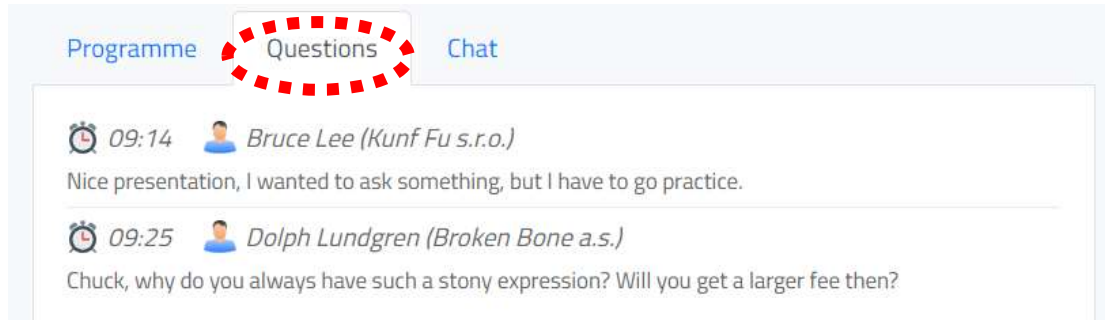 Programme Questions Chat
09:14 Bruce Lee (Kunf Fu s.r.o.)
Nice presentation, I wanted to ask something, but I have to go practice.
09:25 Dolph Lundgren (Broken Bone a.s.)
Chuck, why do you always have such a stony expression? Will you get a larger fee then?